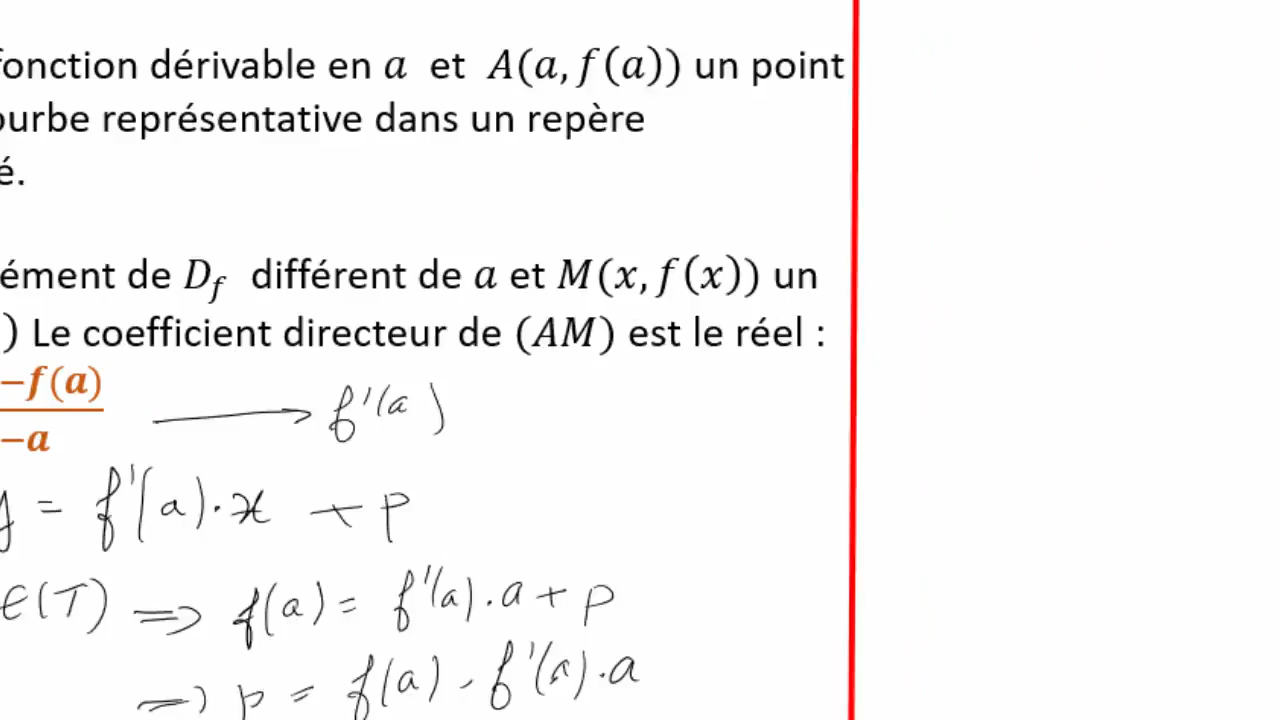 fonction dérivable en a et A(a, f(a)) un point
ourbe représentative dans un repère
é.
ément de D_f différent de a et M(x, f(x)) un
) Le coefficient directeur de (AM) est le réel :
−f(a)
−a
⟶ f'(a)
y = f'(a)·x + p
∈(T) ⟹ f(a) = f'(a)·a + p
⟹ p = f(a) - f'(a)·a